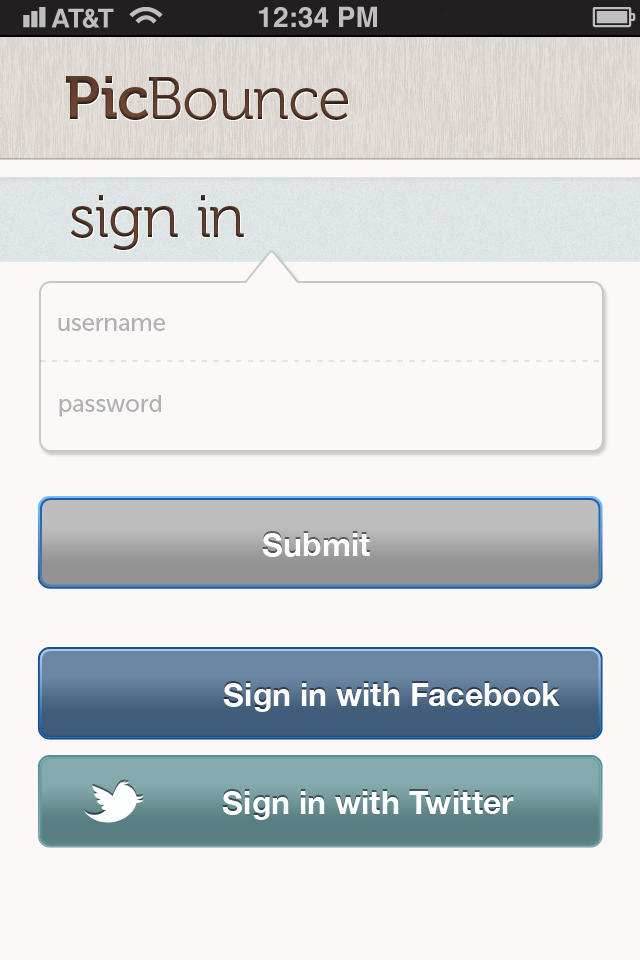 AT&T 12:34 PM
PicBounce
sign in
username
password
Submit
Sign in with Facebook
Sign in with Twitter